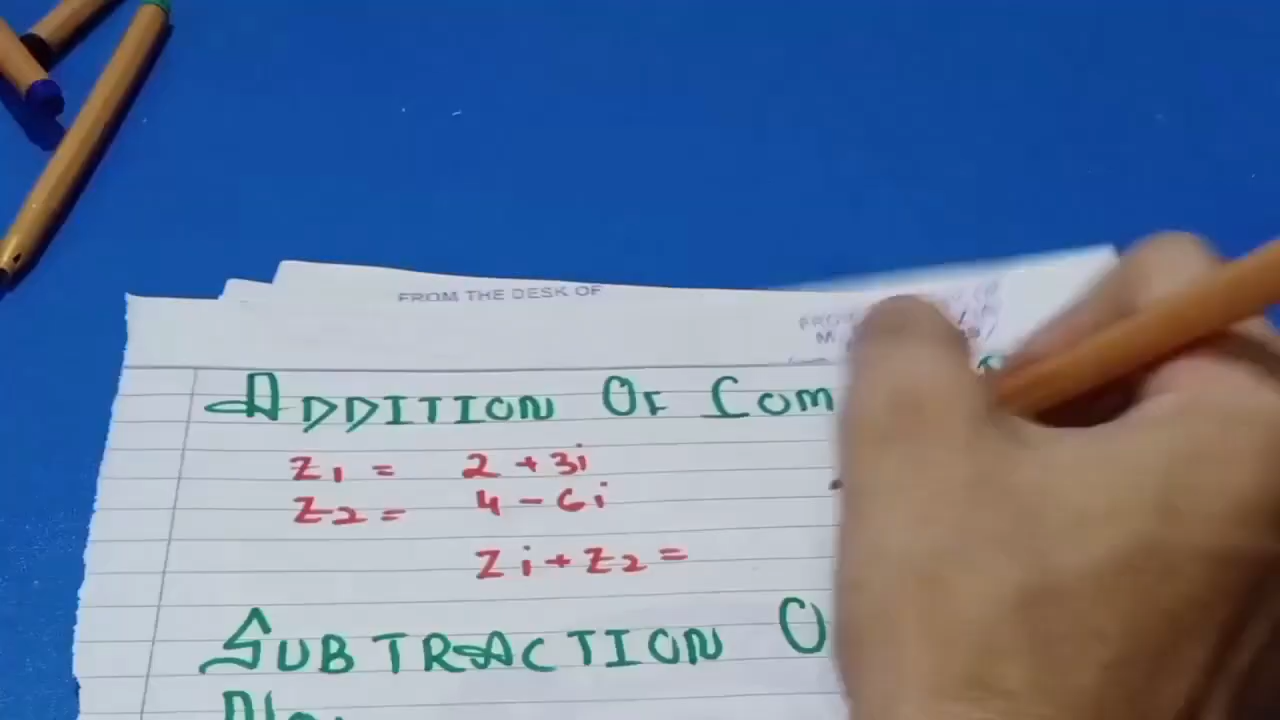 FROM THE DESK OF
ADDITION OF COM
Z1 = 2 + 3i
Z2 = 4 - 6i
Zi + Z2 =
SUBTRACTION O